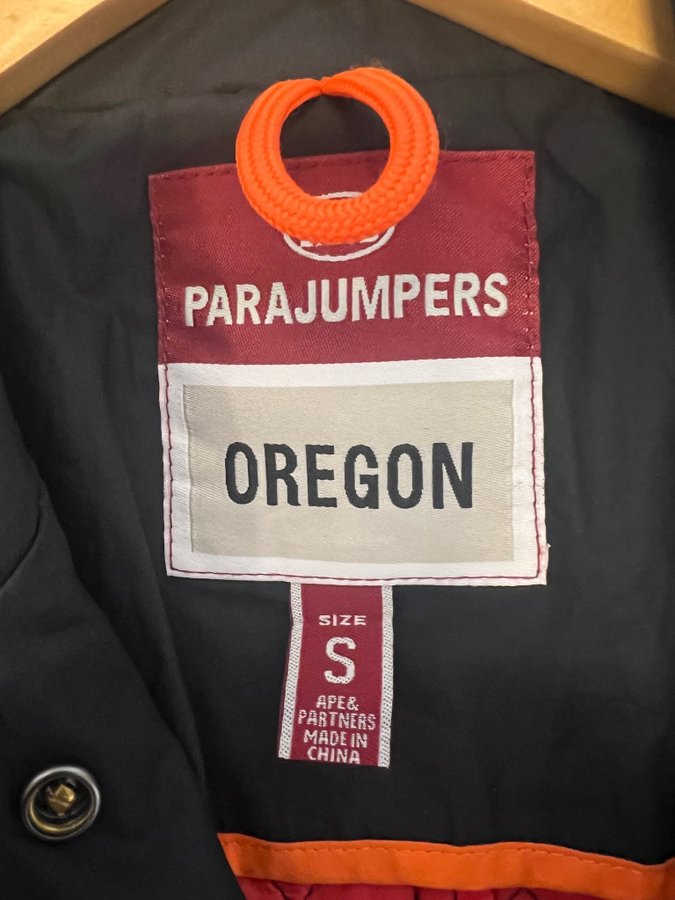 PARAJUMPERS
OREGON
SIZE
S
APE&
PARTNERS
MADE IN
CHINA